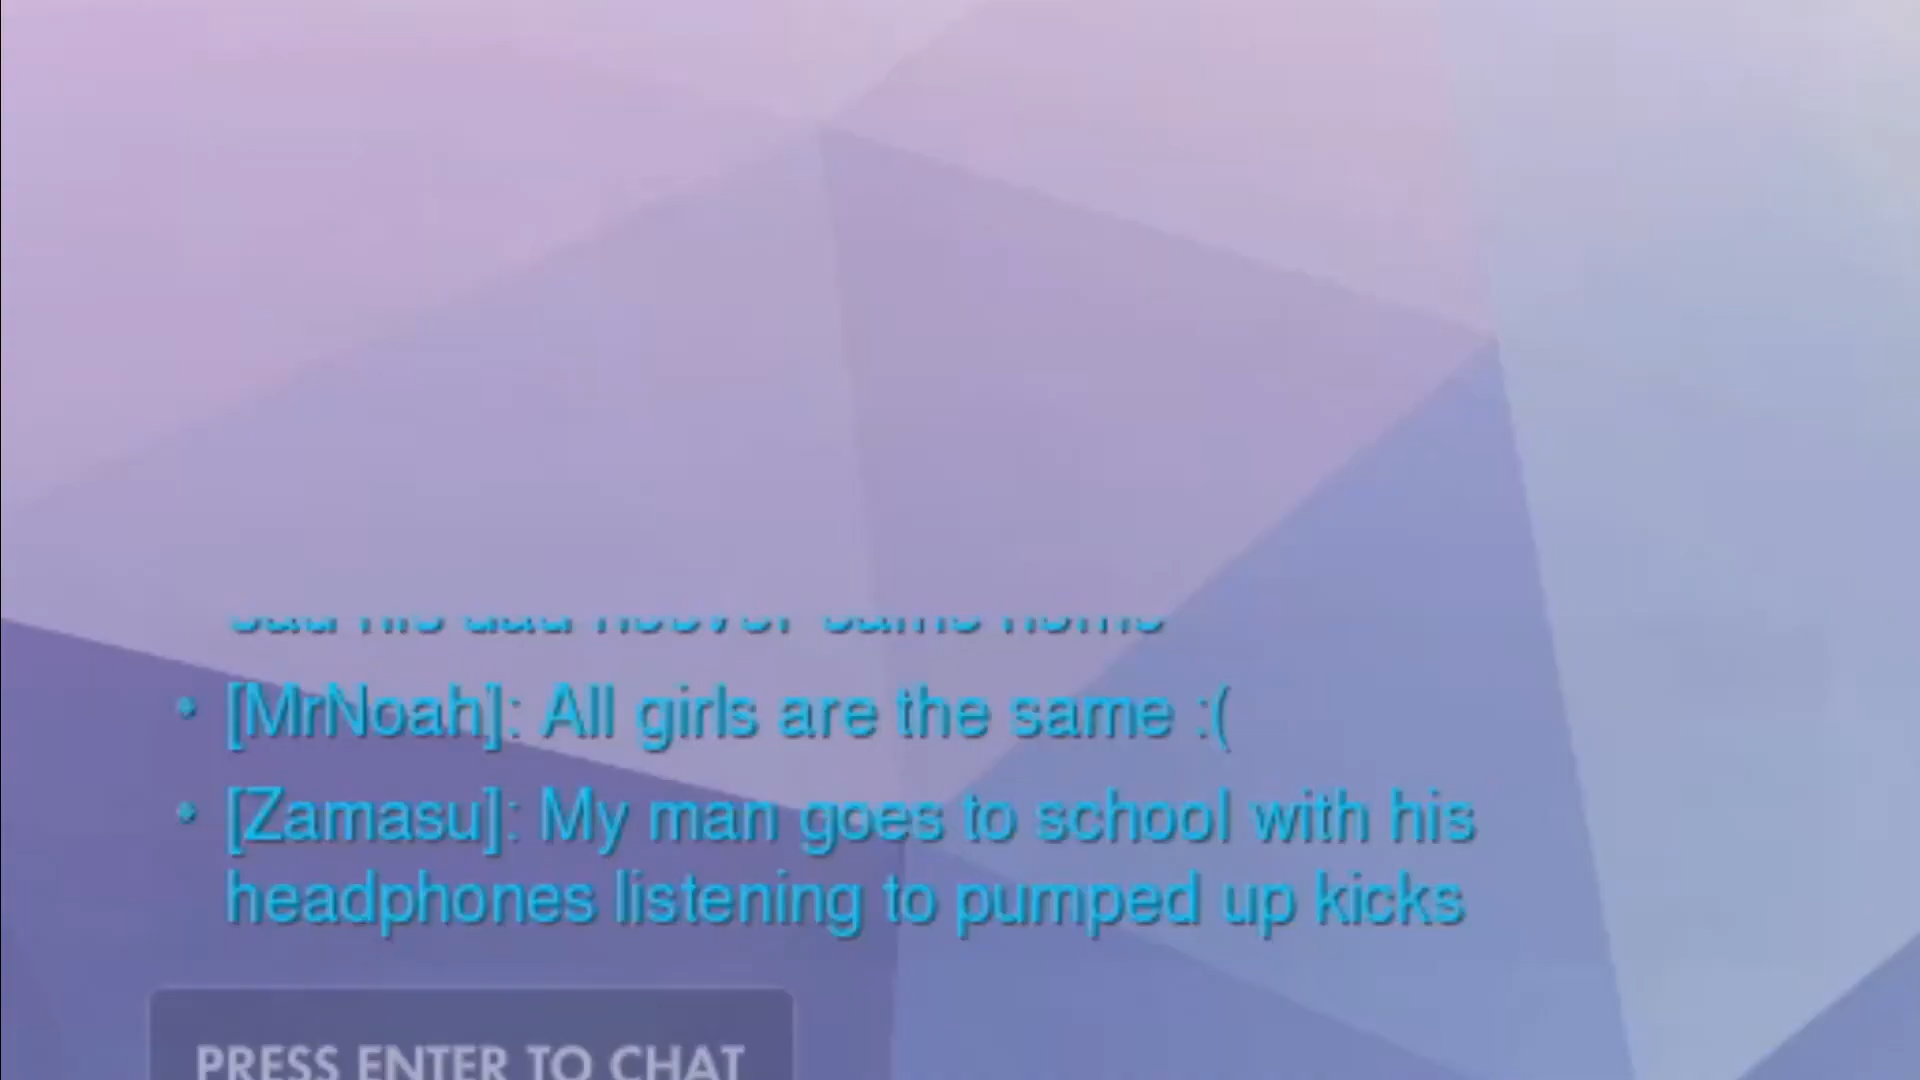 [MrNoah]: All girls are the same :(
[Zamasu]: My man goes to school with his
headphones listening to pumped up kicks
PRESS ENTER TO CHAT